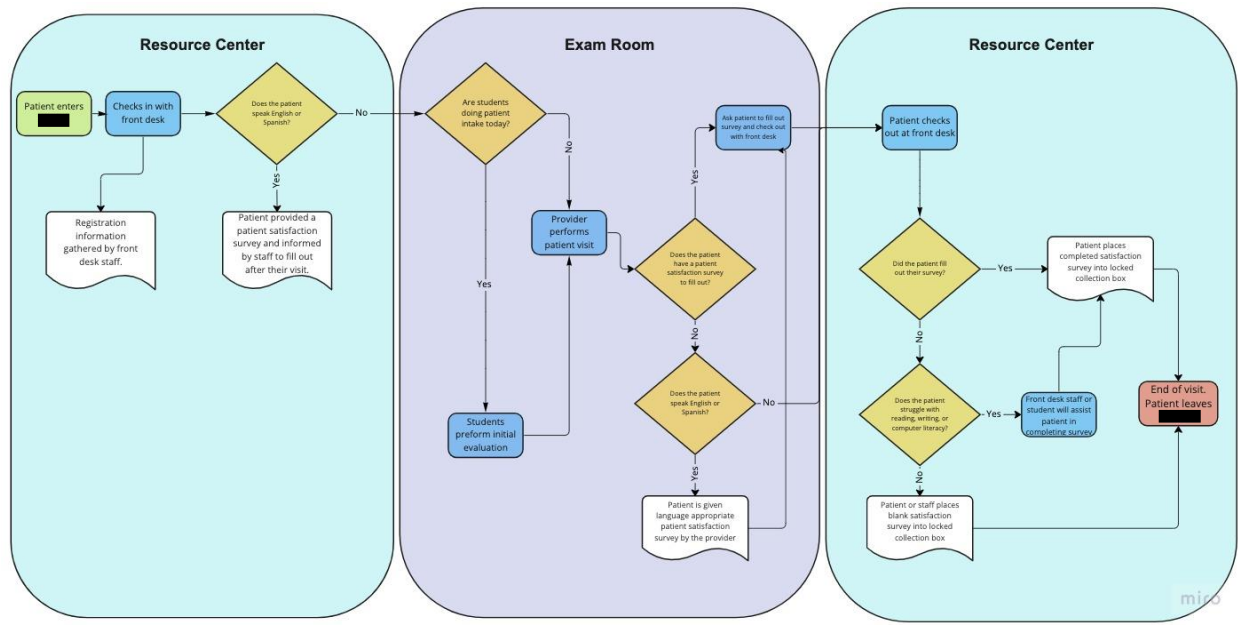 Resource Center
Exam Room
Resource Center
Patient enters
Checks in with
front desk
Does the patient
speak English or
Spanish?
No
Yes
Registration
information
gathered by front
desk staff.
Patient provided a
patient satisfaction
survey and informed
by staff to fill out
after their visit.
Are students
doing patient
intake today?
No
Yes
Provider
performs
patient visit
Students
preform initial
evaluation
Ask patient to fill out
survey and check out
with front desk
Yes
Does the patient
have a patient
satisfaction survey
to fill out?
No
Does the patient
speak English or
Spanish?
No
Yes
Patient is given
language appropriate
patient satisfaction
survey by the provider
Patient checks
out at front desk
Did the patient fill
out their survey?
Yes
No
Patient places
completed satisfaction
survey into locked
collection box
Does the patient
struggle with
reading, writing, or
computer literacy?
Yes
No
Front desk staff or
student will assist
patient in
completing survey
End of visit.
Patient leaves
Patient or staff places
blank satisfaction
survey into locked
collection box
miro